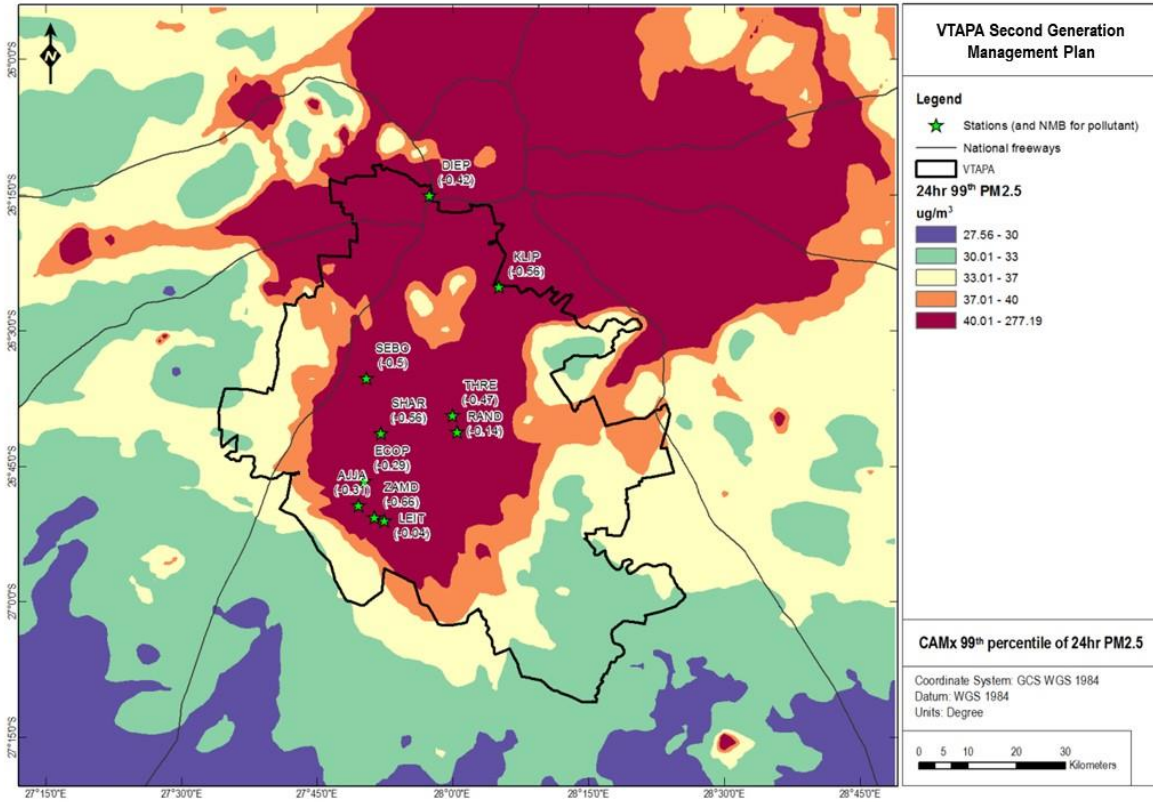 VTAPA Second Generation
Management Plan
Legend
Stations (and NMB for pollutant)
National freeways
VTAPA
24hr 99th PM2.5
ug/m³
27.56 - 30
30.01 - 33
33.01 - 37
37.01 - 40
40.01 - 277.19
CAMx 99th percentile of 24hr PM2.5
Coordinate System: GCS WGS 1984
Datum: WGS 1984
Units: Degree
0 5 10 20 30
Kilometers
N
DIEP
(-0.42)
KLIP
(-0.56)
SEBO
(-0.5)
THRE
(-0.47)
SHAR
(-0.56)
RAND
(-0.14)
ECOP
(-0.29)
AJJA
(-0.31)
ZAMD
(-0.66)
LEIT
(-0.04)
26°0'0"S
26°15'0"S
26°30'0"S
26°45'0"S
27°0'0"S
27°15'0"S
27°15'0"E
27°30'0"E
27°45'0"E
28°0'0"E
28°15'0"E
28°30'0"E
28°45'0"E